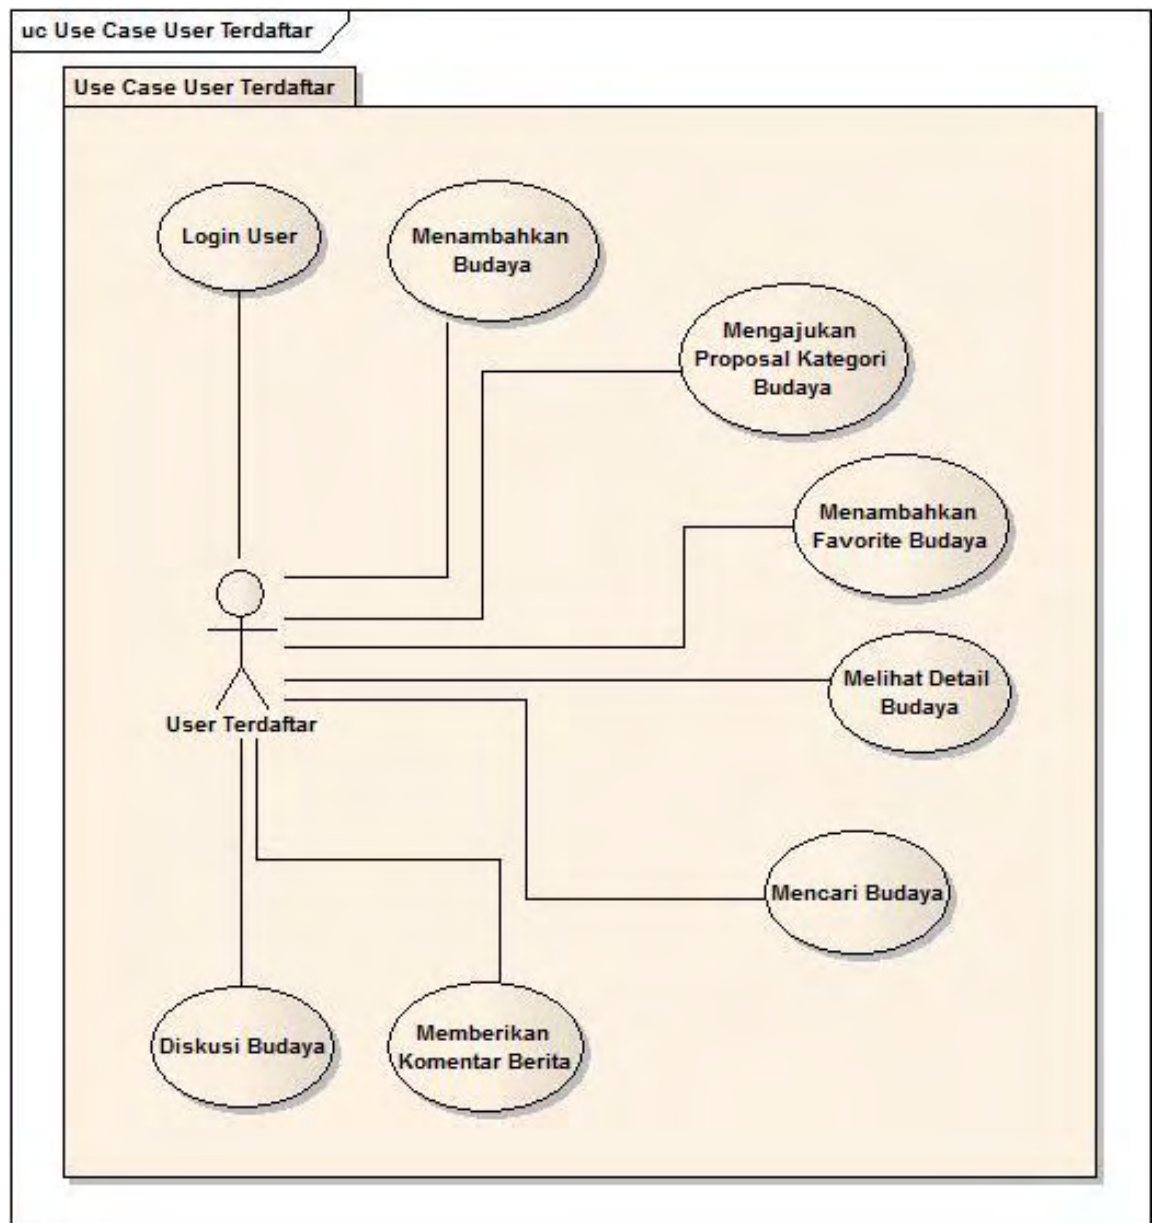 uc Use Case User Terdaftar
Use Case User Terdaftar
Login User
Menambahkan
Budaya
Mengajukan
Proposal Kategori
Budaya
Menambahkan
Favorite Budaya
Melihat Detail
Budaya
User Terdaftar
Mencari Budaya
Diskusi Budaya
Memberikan
Komentar Berita